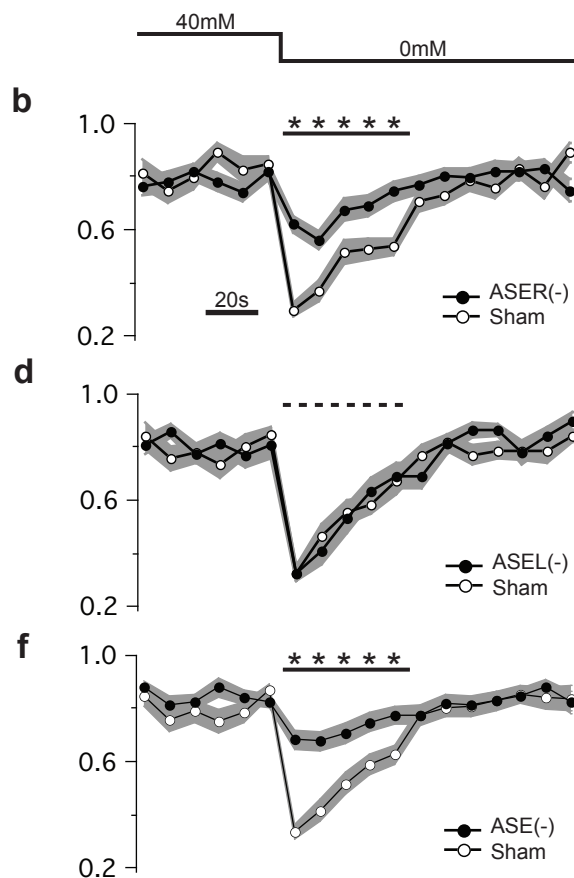 40mM
0mM
b
* * * * *
1.0
0.6
0.2
20s
ASER(-)
Sham
d
1.0
0.6
0.2
ASEL(-)
Sham
f
* * * * *
1.0
0.6
0.2
ASE(-)
Sham